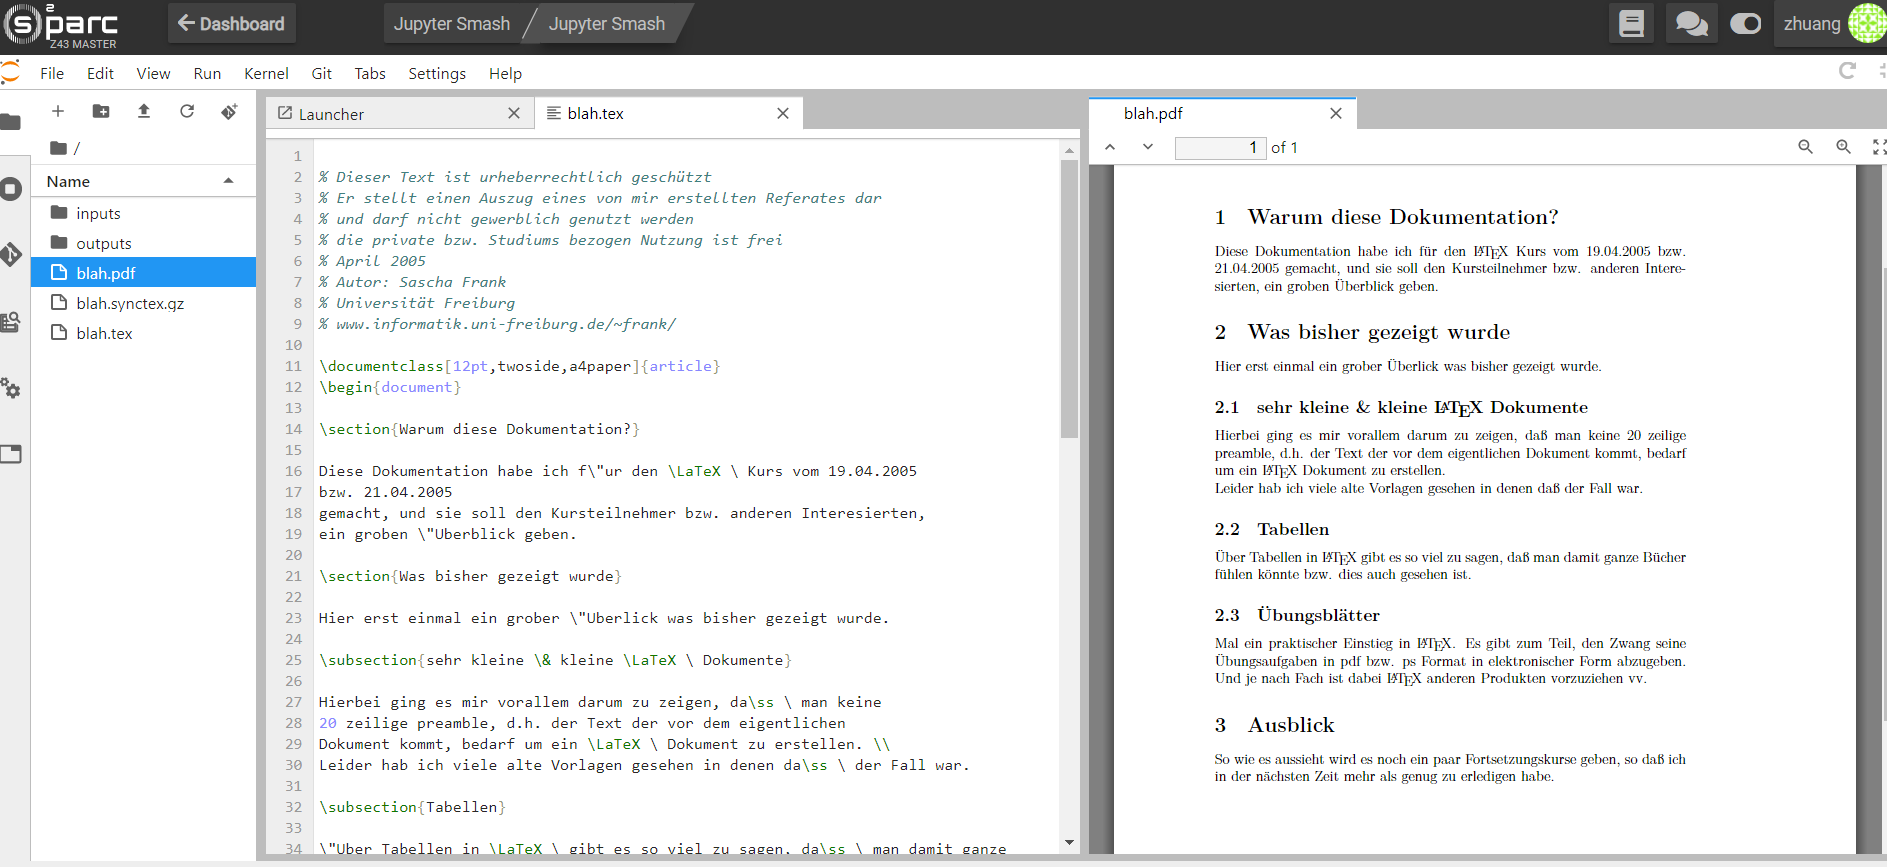 s2parc
Z43 MASTER
Dashboard
Jupyter Smash
Jupyter Smash
zhuang
File Edit View Run Kernel Git Tabs Settings Help
/
Name
inputs
outputs
blah.pdf
blah.synctex.gz
blah.tex
Launcher
blah.tex
1
2 % Dieser Text ist urheberrechtlich geschützt
3 % Er stellt einen Auszug eines von mir erstellten Referates dar
4 % und darf nicht gewerblich genutzt werden
5 % die private bzw. Studiums bezogen Nutzung ist frei
6 % April 2005
7 % Autor: Sascha Frank
8 % Universität Freiburg
9 % www.informatik.uni-freiburg.de/~frank/
10
11 \documentclass[12pt,twoside,a4paper]{article}
12 \begin{document}
13
14 \section{Warum diese Dokumentation?}
15
16 Diese Dokumentation habe ich f\"ur den \LaTeX \ Kurs vom 19.04.2005
17 bzw. 21.04.2005
18 gemacht, und sie soll den Kursteilnehmer bzw. anderen Interesierten,
19 ein groben \"Uberblick geben.
20
21 \section{Was bisher gezeigt wurde}
22
23 Hier erst einmal ein grober \"Uberlick was bisher gezeigt wurde.
24
25 \subsection{sehr kleine \& kleine \LaTeX \ Dokumente}
26
27 Hierbei ging es mir vorallem darum zu zeigen, da\ss \ man keine
28 20 zeilige preamble, d.h. der Text der vor dem eigentlichen
29 Dokument kommt, bedarf um ein \LaTeX \ Dokument zu erstellen. \\
30 Leider hab ich viele alte Vorlagen gesehen in denen da\ss \ der Fall war.
31
32 \subsection{Tabellen}
33
34 \"Uber Tabellen in \LaTeX \ gibt es so viel zu sagen, da\ss \ man damit ganze
blah.pdf
1 of 1
1 Warum diese Dokumentation?
Diese Dokumentation habe ich für den LATEX Kurs vom 19.04.2005 bzw.
21.04.2005 gemacht, und sie soll den Kursteilnehmer bzw. anderen Intere-
sierten, ein groben Überblick geben.
2 Was bisher gezeigt wurde
Hier erst einmal ein grober Überlick was bisher gezeigt wurde.
2.1 sehr kleine & kleine LATEX Dokumente
Hierbei ging es mir vorallem darum zu zeigen, daß man keine 20 zeilige
preamble, d.h. der Text der vor dem eigentlichen Dokument kommt, bedarf
um ein LATEX Dokument zu erstellen.
Leider hab ich viele alte Vorlagen gesehen in denen daß der Fall war.
2.2 Tabellen
Über Tabellen in LATEX gibt es so viel zu sagen, daß man damit ganze Bücher
fühlen könnte bzw. dies auch gesehen ist.
2.3 Übungsblätter
Mal ein praktischer Einstieg in LATEX. Es gibt zum Teil, den Zwang seine
Übungsaufgaben in pdf bzw. ps Format in elektronischer Form abzugeben.
Und je nach Fach ist dabei LATEX anderen Produkten vorzuziehen vv.
3 Ausblick
So wie es aussieht wird es noch ein paar Fortsetzungskurse geben, so daß ich
in der nächsten Zeit mehr als genug zu erledigen habe.